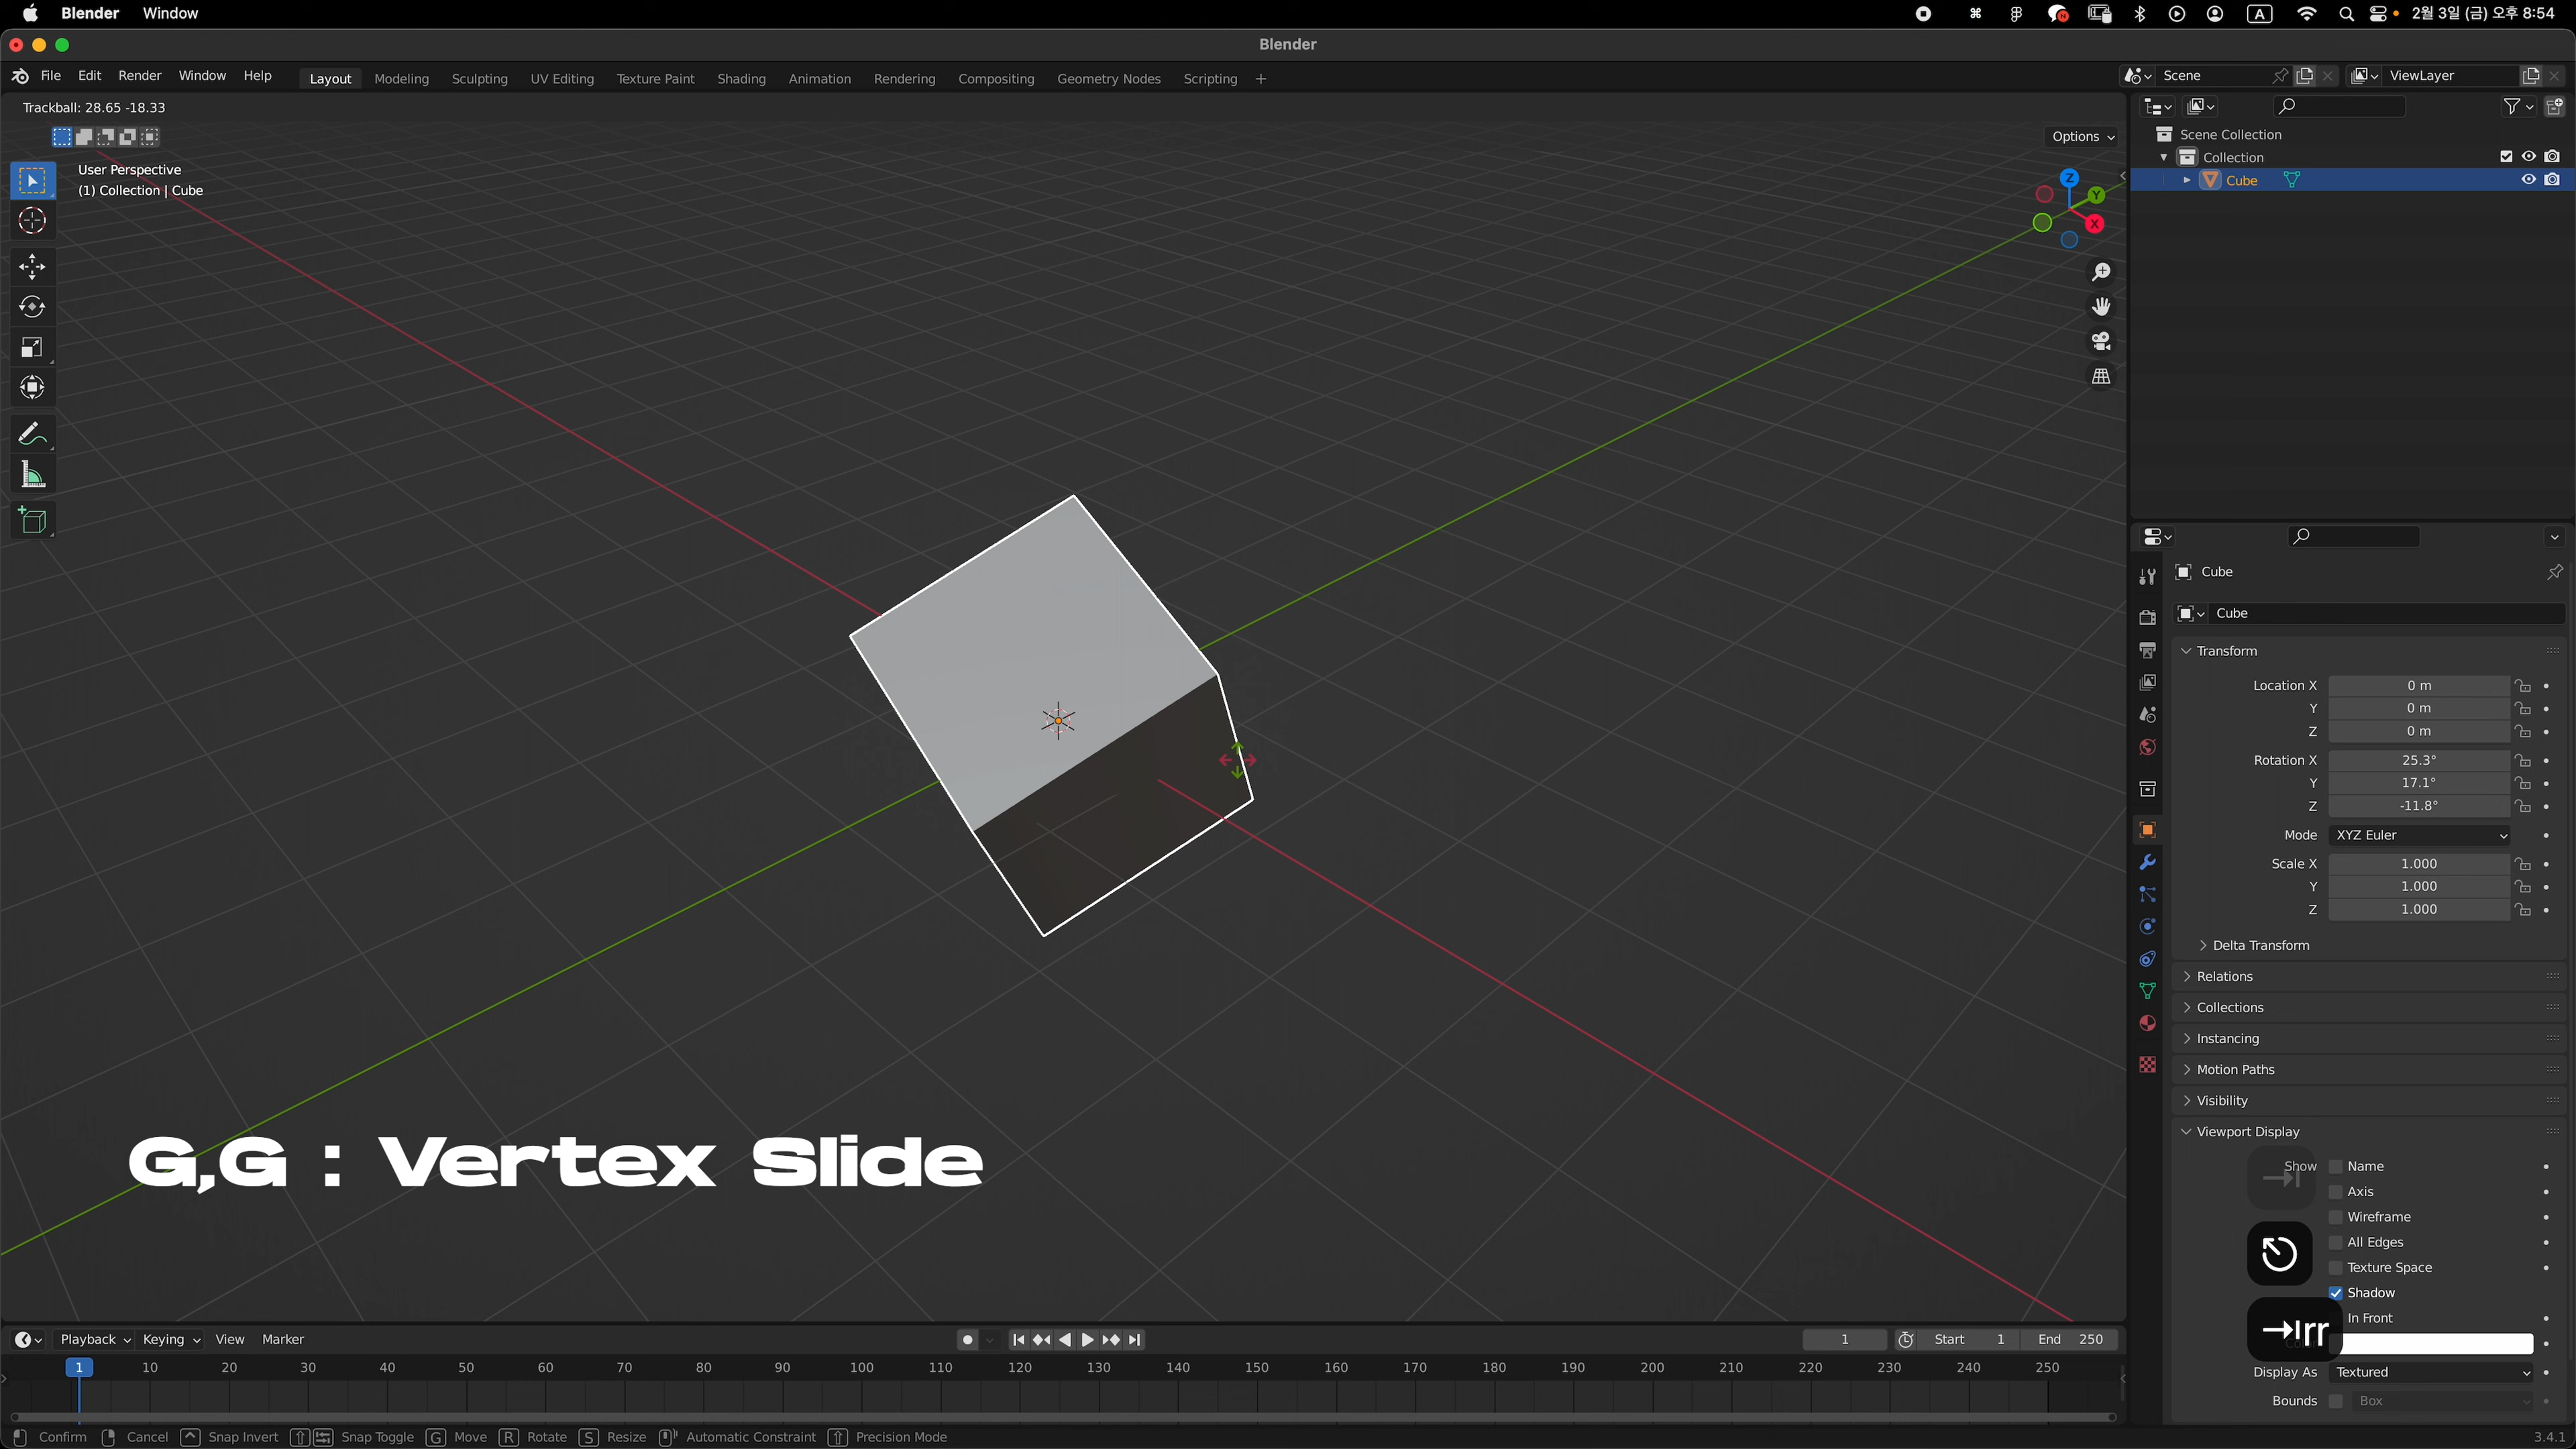 Blender Window
A 2월 3일 (금) 오후 8:54
Blender
File Edit Render Window Help Layout Modeling Sculpting UV Editing Texture Paint Shading Animation Rendering Compositing Geometry Nodes Scripting +
Scene ViewLayer
Trackball: 28.65 -18.33
Options
User Perspective
(1) Collection | Cube
Z
Y
X
Scene Collection
Collection
Cube
Cube
Cube
Transform
Location X 0 m
Y 0 m
Z 0 m
Rotation X 25.3°
Y 17.1°
Z -11.8°
Mode XYZ Euler
Scale X 1.000
Y 1.000
Z 1.000
Delta Transform
Relations
Collections
Instancing
Motion Paths
Visibility
Viewport Display
Show Name
Axis
Wireframe
All Edges
Texture Space
Shadow
In Front
rr
Display As Textured
Bounds Box
G,G : Vertex Slide
Playback Keying View Marker
1 Start 1 End 250
1 10 20 30 40 50 60 70 80 90 100 110 120 130 140 150 160 170 180 190 200 210 220 230 240 250
Confirm Cancel Snap Invert Snap Toggle G Move R Rotate S Resize Automatic Constraint Precision Mode
3.4.1